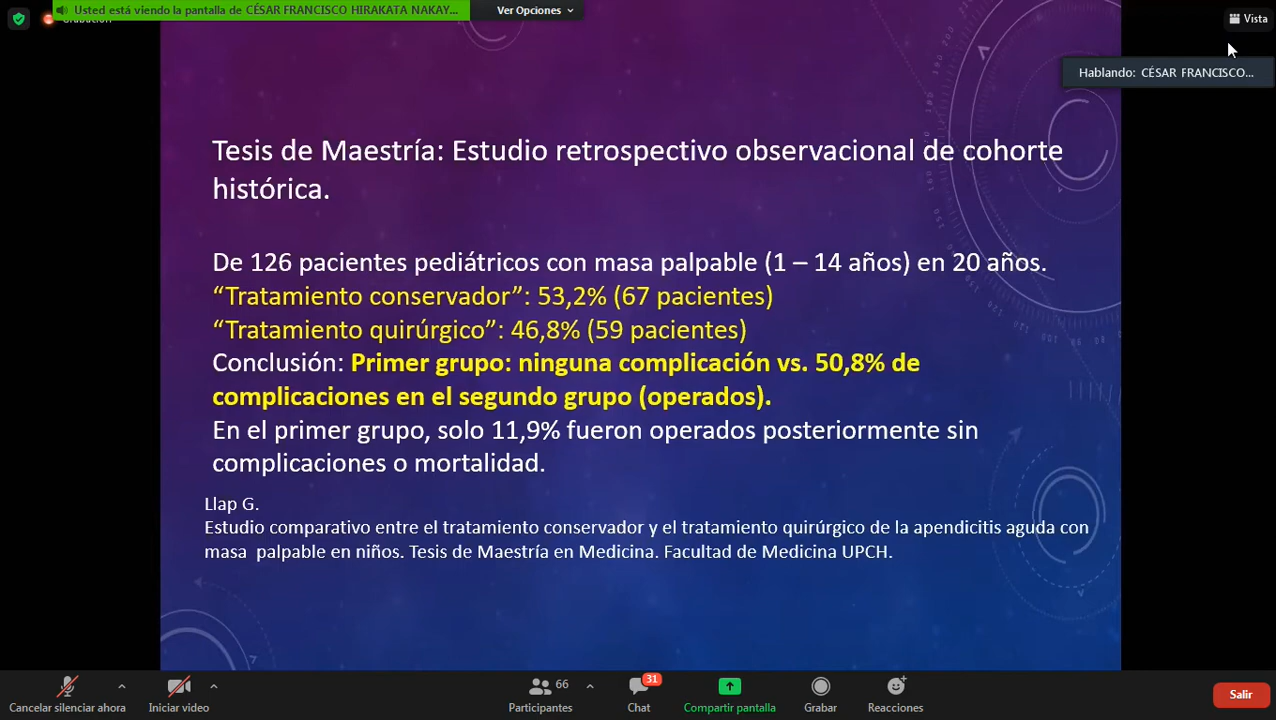 Usted está viendo la pantalla de CÉSAR FRANCISCO HIRAKATA NAKAY...
Ver Opciones
Grabación
Vista
Hablando: CÉSAR FRANCISCO...
Tesis de Maestría: Estudio retrospectivo observacional de cohorte
histórica.
De 126 pacientes pediátricos con masa palpable (1 – 14 años) en 20 años.
“Tratamiento conservador”: 53,2% (67 pacientes)
“Tratamiento quirúrgico”: 46,8% (59 pacientes)
Conclusión: Primer grupo: ninguna complicación vs. 50,8% de
complicaciones en el segundo grupo (operados).
En el primer grupo, solo 11,9% fueron operados posteriormente sin
complicaciones o mortalidad.
Llap G.
Estudio comparativo entre el tratamiento conservador y el tratamiento quirúrgico de la apendicitis aguda con
masa palpable en niños. Tesis de Maestría en Medicina. Facultad de Medicina UPCH.
Cancelar silenciar ahora
Iniciar video
66
Participantes
31
Chat
Compartir pantalla
Grabar
Reacciones
Salir